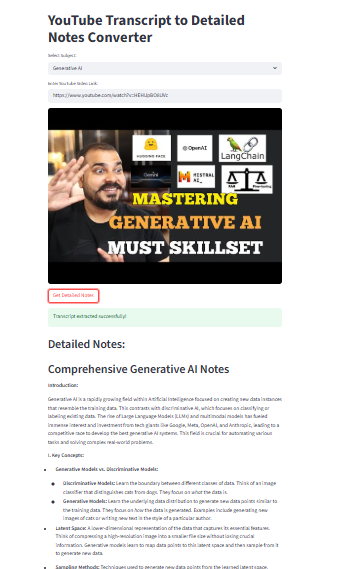 YouTube Transcript to Detailed
Notes Converter
Select Subject:
Generative AI
Enter YouTube Video Link:
HUGGING FACE
OpenAI
LangChain
Gemini
MISTRAL
AI_
RAG
Finetuning
MASTERING
GENERATIVE AI
MUST SKILLSET
Get Detailed Notes
Transcript extracted successfully!
Detailed Notes:
Comprehensive Generative AI Notes
Introduction:
Generative AI is a rapidly growing field within Artificial Intelligence focused on creating new data instances
that resemble the training data. This contrasts with discriminative AI, which focuses on classifying or
labeling existing data. The rise of Large Language Models (LLMs) and multimodal models has fueled
immense interest and investment from tech giants like Google, Meta, OpenAI, and Anthropic, leading to a
competitive race to develop the best generative AI systems. This field is crucial for automating various
tasks and solving complex real-world problems.
I. Key Concepts:
• Generative Models vs. Discriminative Models:
• Discriminative Models: Learn the boundary between different classes of data. Think of an image
classifier that distinguishes cats from dogs. They focus on what the data is.
• Generative Models: Learn the underlying data distribution to generate new data points similar to
the training data. They focus on how the data is generated. Examples include generating new
images of cats or writing new text in the style of a particular author.
• Latent Space: A lower-dimensional representation of the data that captures its essential features.
Think of compressing a high-resolution image into a smaller file size without losing crucial
information. Generative models learn to map data points to this latent space and then sample from it
to generate new data.
• Sampling Methods: Techniques used to generate new data points from the learned latent space.